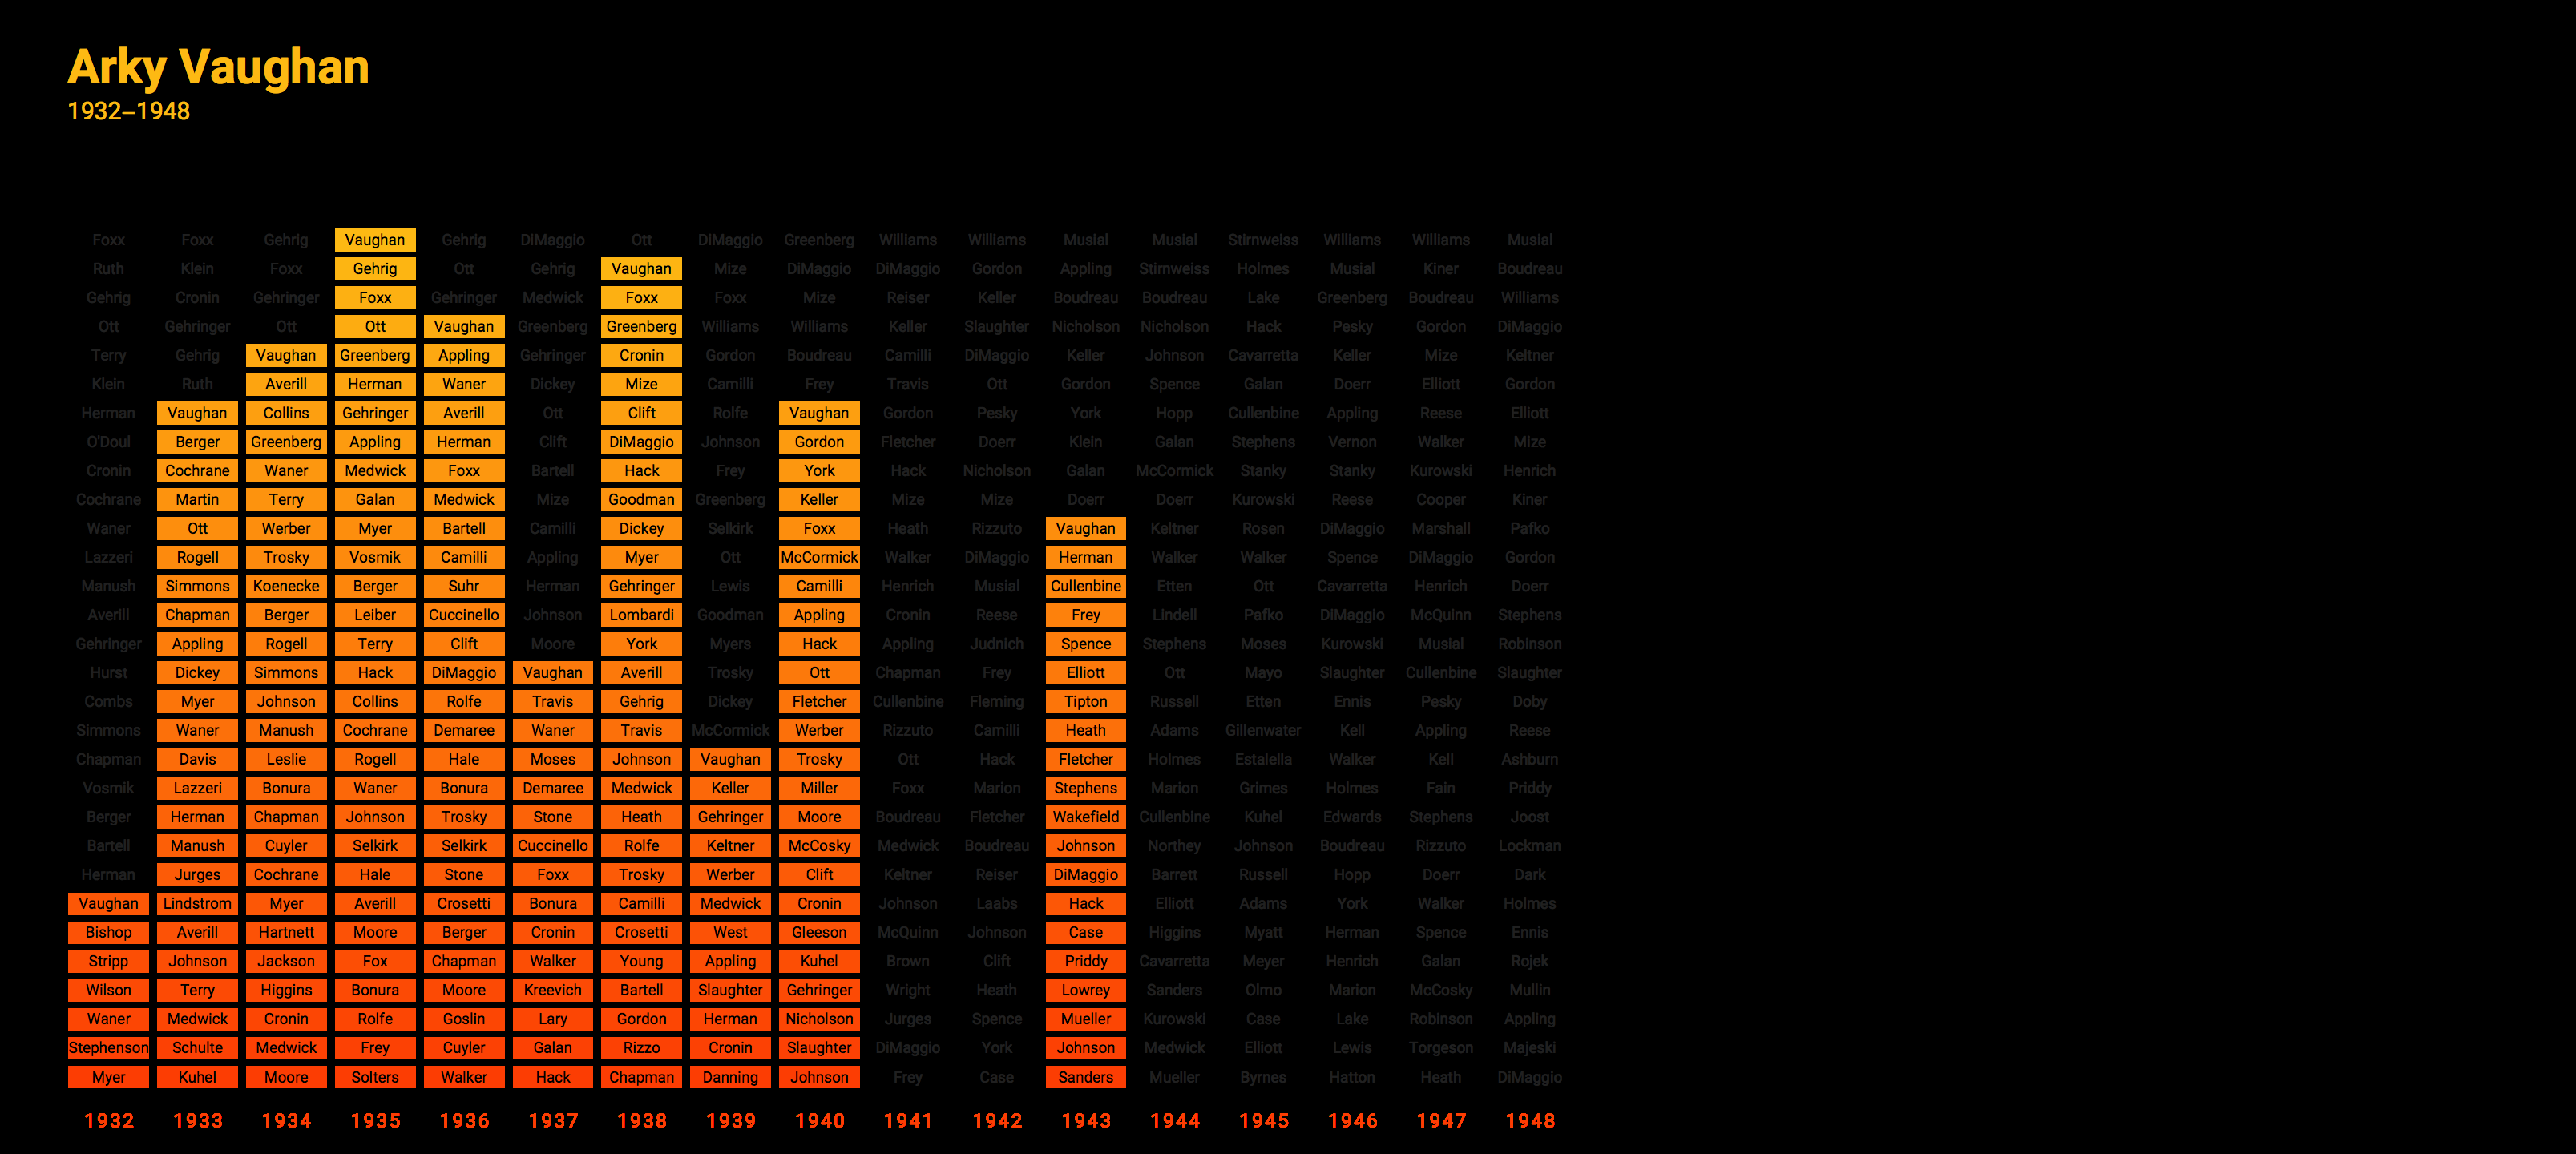 Arky Vaughan
1932–1948
Foxx Foxx Gehrig Vaughan Gehrig DiMaggio Ott DiMaggio Greenberg Williams Williams Musial Musial Stirnweiss Williams Williams Musial
Ruth Klein Foxx Gehrig Ott Gehrig Vaughan Mize DiMaggio DiMaggio Gordon Appling Stirnweiss Holmes Musial Kiner Boudreau
Gehrig Cronin Gehringer Foxx Gehringer Medwick Foxx Foxx Mize Reiser Keller Boudreau Boudreau Lake Greenberg Boudreau Williams
Ott Gehringer Ott Ott Vaughan Greenberg Greenberg Williams Williams Keller Slaughter Nicholson Nicholson Hack Pesky Gordon DiMaggio
Terry Gehrig Vaughan Greenberg Appling Gehringer Cronin Gordon Boudreau Camilli DiMaggio Keller Johnson Cavarretta Keller Mize Keltner
Klein Ruth Averill Herman Waner Dickey Mize Camilli Frey Travis Ott Gordon Spence Galan Doerr Elliott Gordon
Herman Vaughan Collins Gehringer Averill Ott Clift Rolfe Vaughan Gordon Pesky York Hopp Cullenbine Appling Reese Elliott
O'Doul Berger Greenberg Appling Herman Clift DiMaggio Johnson Gordon Fletcher Doerr Klein Galan Stephens Vernon Walker Mize
Cronin Cochrane Waner Medwick Foxx Bartell Hack Frey York Hack Nicholson Galan McCormick Stanky Stanky Kurowski Henrich
Cochrane Martin Terry Galan Medwick Mize Goodman Greenberg Keller Mize Mize Doerr Doerr Kurowski Reese Cooper Kiner
Waner Ott Werber Myer Bartell Camilli Dickey Selkirk Foxx Heath Rizzuto Vaughan Keltner Rosen DiMaggio Marshall Pafko
Lazzeri Rogell Trosky Vosmik Camilli Appling Myer Ott McCormick Walker DiMaggio Herman Walker Walker Spence DiMaggio Gordon
Manush Simmons Koenecke Berger Suhr Herman Gehringer Lewis Camilli Henrich Musial Cullenbine Etten Ott Cavarretta Henrich Doerr
Averill Chapman Berger Leiber Cuccinello Johnson Lombardi Goodman Appling Cronin Reese Frey Lindell Pafko DiMaggio McQuinn Stephens
Gehringer Appling Rogell Terry Clift Moore York Myers Hack Appling Judnich Spence Stephens Moses Kurowski Musial Robinson
Hurst Dickey Simmons Hack DiMaggio Vaughan Averill Trosky Ott Chapman Frey Elliott Ott Mayo Slaughter Cullenbine Slaughter
Combs Myer Johnson Collins Rolfe Travis Gehrig Dickey Fletcher Cullenbine Fleming Tipton Russell Etten Ennis Pesky Doby
Simmons Waner Manush Cochrane Demaree Waner Travis McCormick Werber Rizzuto Camilli Heath Adams Gillenwater Kell Appling Reese
Chapman Davis Leslie Rogell Hale Moses Johnson Vaughan Trosky Ott Hack Fletcher Holmes Estalella Walker Kell Ashburn
Vosmik Lazzeri Bonura Waner Bonura Demaree Medwick Keller Miller Foxx Marion Stephens Marion Grimes Holmes Fain Priddy
Berger Herman Chapman Johnson Trosky Stone Heath Gehringer Moore Boudreau Fletcher Wakefield Cullenbine Kuhel Edwards Stephens Joost
Bartell Manush Cuyler Selkirk Selkirk Cuccinello Rolfe Keltner McCosky Medwick Boudreau Johnson Northey Johnson Boudreau Rizzuto Lockman
Herman Jurges Cochrane Hale Stone Foxx Trosky Werber Clift Keltner Reiser DiMaggio Barrett Russell Hopp Doerr Dark
Vaughan Lindstrom Myer Averill Crosetti Bonura Camilli Medwick Cronin Johnson Laabs Hack Elliott Adams York Walker Holmes
Bishop Averill Hartnett Moore Berger Cronin Crosetti West Gleeson McQuinn Johnson Case Higgins Myatt Herman Spence Ennis
Stripp Johnson Jackson Fox Chapman Walker Young Appling Kuhel Brown Clift Priddy Cavarretta Meyer Henrich Galan Rojek
Wilson Terry Higgins Bonura Moore Kreevich Bartell Slaughter Gehringer Wright Heath Lowrey Sanders Olmo Marion McCosky Mullin
Waner Medwick Cronin Rolfe Goslin Lary Gordon Herman Nicholson Jurges Spence Mueller Kurowski Case Lake Robinson Appling
Stephenson Schulte Medwick Frey Cuyler Galan Rizzo Cronin Slaughter DiMaggio York Johnson Medwick Elliott Lewis Torgeson Majeski
Myer Kuhel Moore Solters Walker Hack Chapman Danning Johnson Frey Case Sanders Mueller Byrnes Hatton Heath DiMaggio
1932 1933 1934 1935 1936 1937 1938 1939 1940 1941 1942 1943 1944 1945 1946 1947 1948